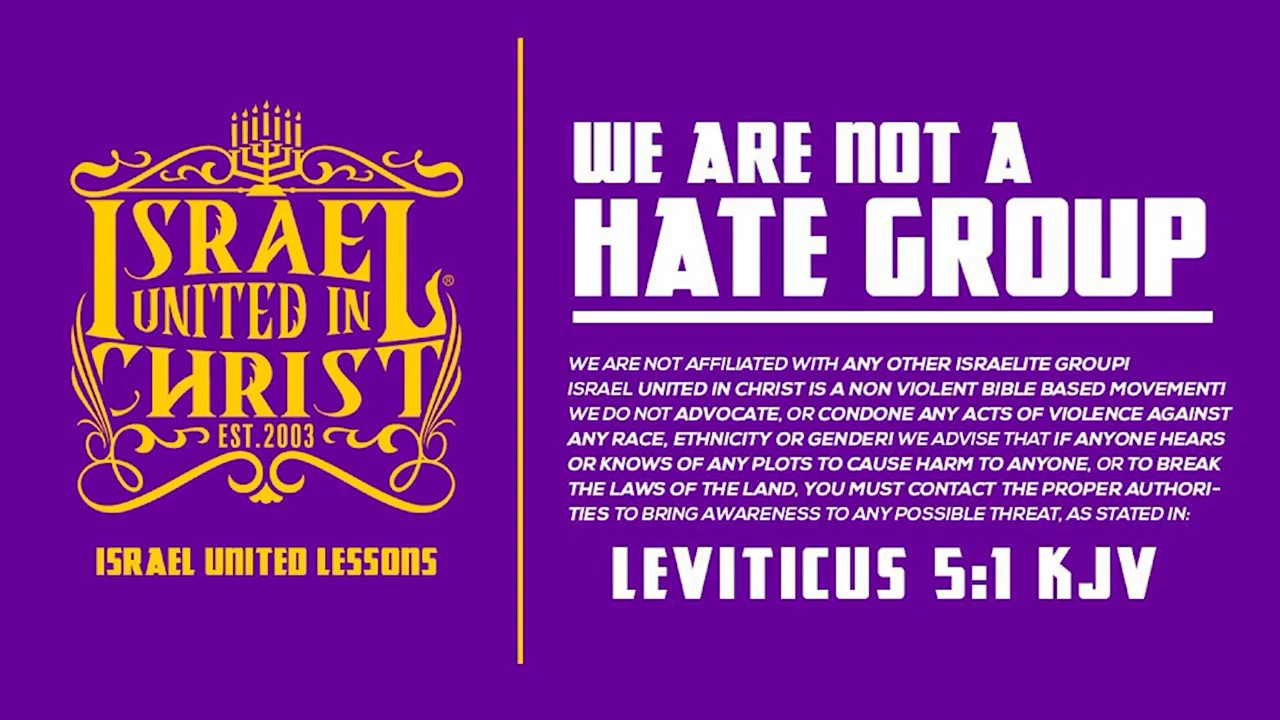 ISRAEL
UNITED IN
CHRIST
®
EST.2003
ISRAEL UNITED LESSONS
WE ARE NOT A
HATE GROUP
WE ARE NOT AFFILIATED WITH ANY OTHER ISRAELITE GROUP!
ISRAEL UNITED IN CHRIST IS A NON VIOLENT BIBLE BASED MOVEMENT!
WE DO NOT ADVOCATE, OR CONDONE ANY ACTS OF VIOLENCE AGAINST
ANY RACE, ETHNICITY OR GENDER! WE ADVISE THAT IF ANYONE HEARS
OR KNOWS OF ANY PLOTS TO CAUSE HARM TO ANYONE, OR TO BREAK
THE LAWS OF THE LAND, YOU MUST CONTACT THE PROPER AUTHORI-
TIES TO BRING AWARENESS TO ANY POSSIBLE THREAT, AS STATED IN:
LEVITICUS 5:1 KJV